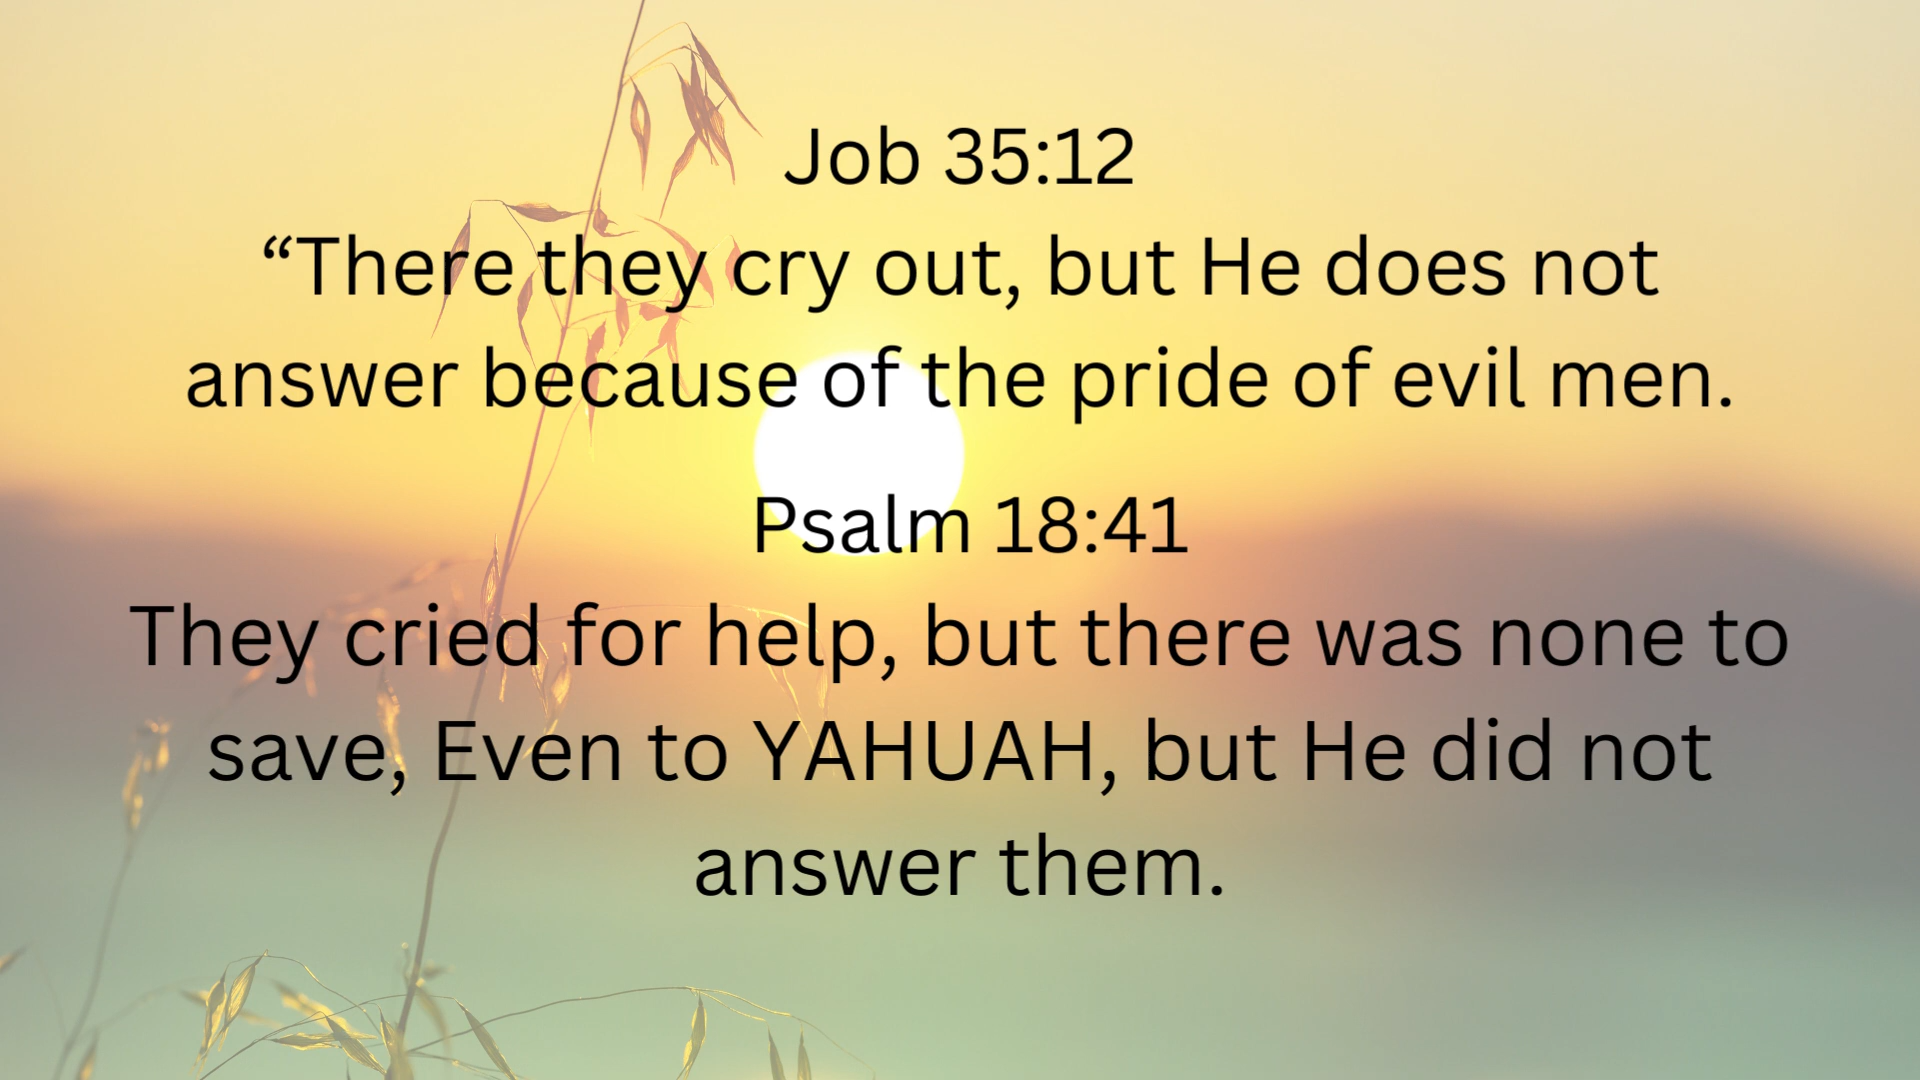 Job 35:12
“There they cry out, but He does not
answer because of the pride of evil men.
Psalm 18:41
They cried for help, but there was none to
save, Even to YAHUAH, but He did not
answer them.